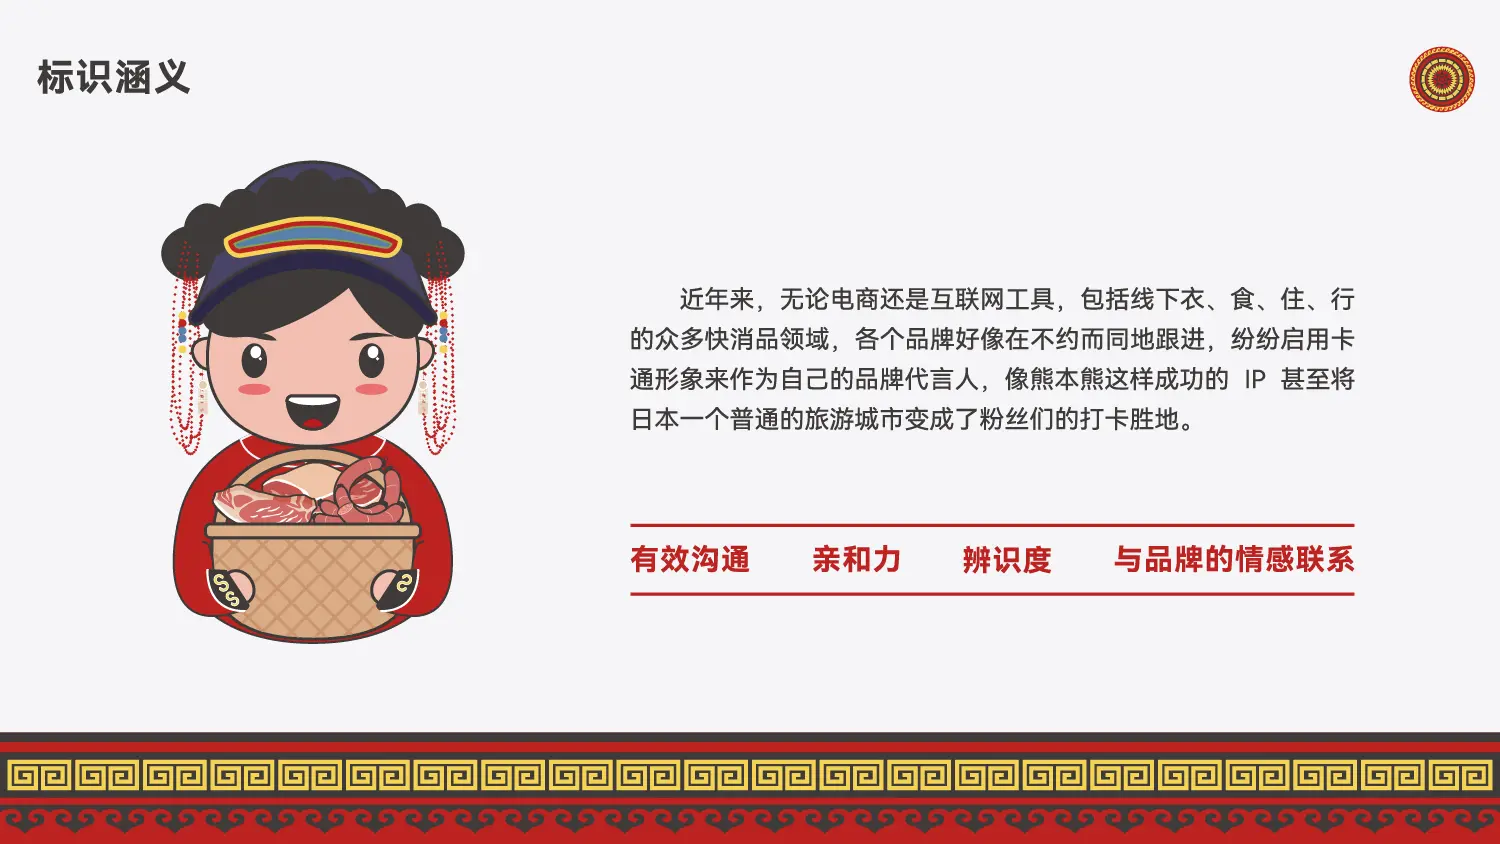 标识涵义
近年来，无论电商还是互联网工具，包括线下衣、食、住、行
的众多快消品领域，各个品牌好像在不约而同地跟进，纷纷启用卡
通形象来作为自己的品牌代言人，像熊本熊这样成功的 IP 甚至将
日本一个普通的旅游城市变成了粉丝们的打卡胜地。
有效沟通 亲和力 辨识度 与品牌的情感联系